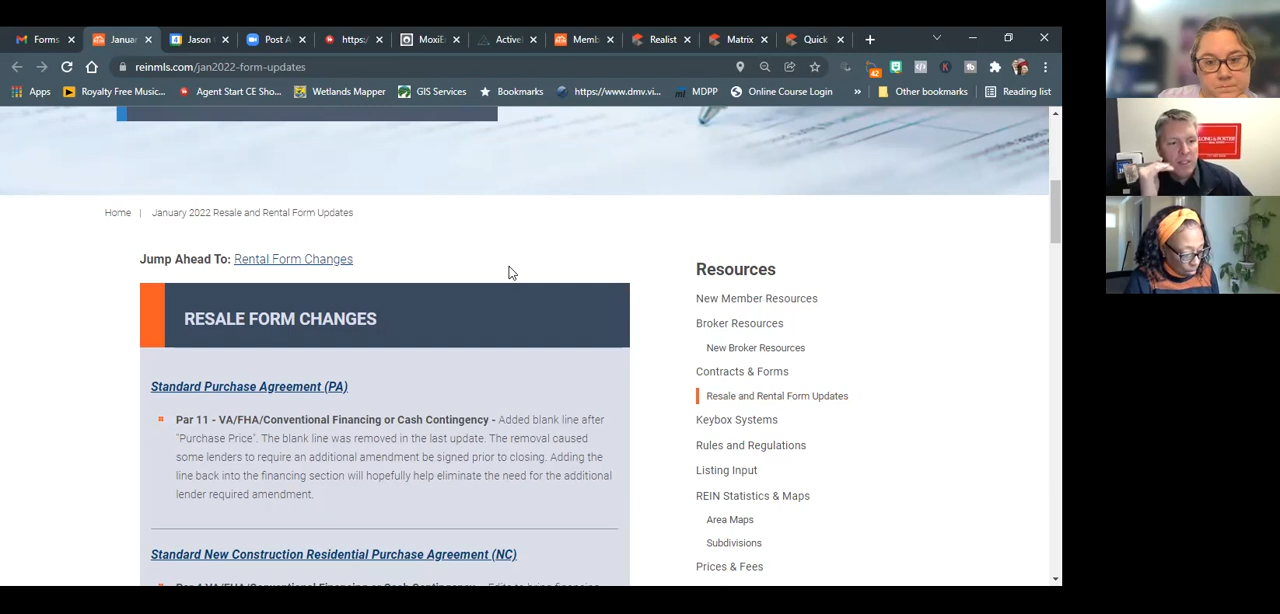 Forms
Januar
Jason
Post A
https:/
MoxiE
Active
Memb
Realist
Matrix
Quick
reinmls.com/jan2022-form-updates
42
Apps
Royalty Free Music...
Agent Start CE Sho...
Wetlands Mapper
GIS Services
Bookmarks
https://www.dmv.vi...
MDPP
Online Course Login
»
Other bookmarks
Reading list
Home | January 2022 Resale and Rental Form Updates
Jump Ahead To: Rental Form Changes
RESALE FORM CHANGES
Standard Purchase Agreement (PA)
Par 11 - VA/FHA/Conventional Financing or Cash Contingency - Added blank line after
"Purchase Price". The blank line was removed in the last update. The removal caused
some lenders to require an additional amendment be signed prior to closing. Adding the
line back into the financing section will hopefully help eliminate the need for the additional
lender required amendment.
Standard New Construction Residential Purchase Agreement (NC)
Resources
New Member Resources
Broker Resources
New Broker Resources
Contracts & Forms
Resale and Rental Form Updates
Keybox Systems
Rules and Regulations
Listing Input
REIN Statistics & Maps
Area Maps
Subdivisions
Prices & Fees